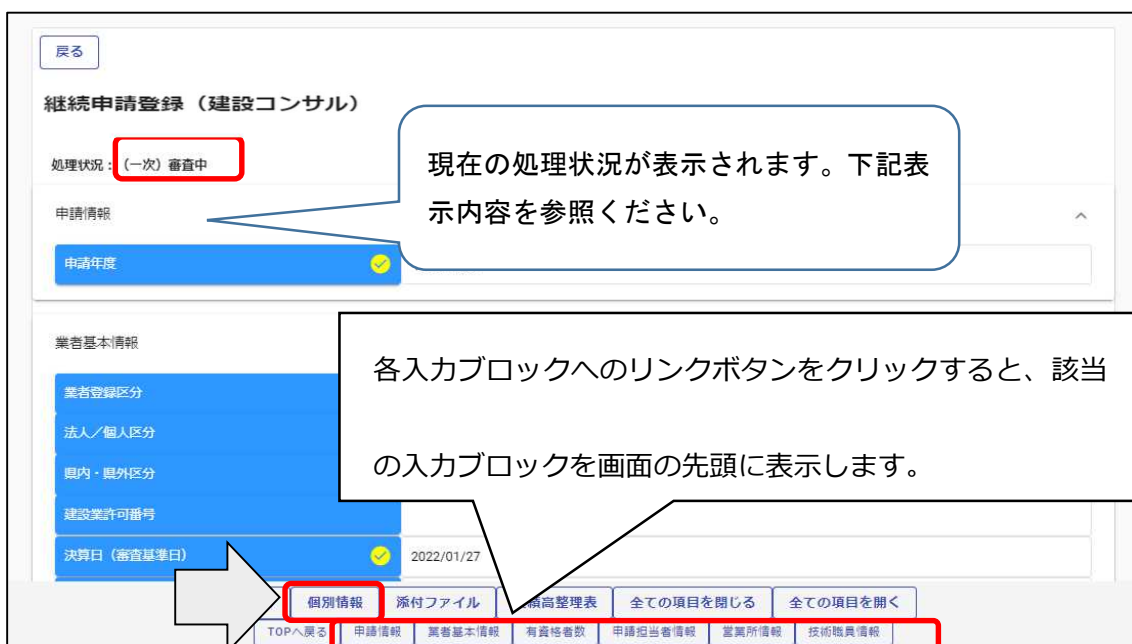 戻る
継続申請登録（建設コンサル）
処理状況：（一次）審査中
現在の処理状況が表示されます。下記表
示内容を参照ください。
申請情報
申請年度
業者基本情報
各入力ブロックへのリンクボタンをクリックすると、該当
の入力ブロックを画面の先頭に表示します。
業者登録区分
法人／個人区分
県内・県外区分
建設業許可番号
決算日（審査基準日） 2022/01/27
個別情報 添付ファイル 績高整理表 全ての項目を閉じる 全ての項目を開く
TOPへ戻る 申請情報 業者基本情報 有資格者数 申請担当者情報 営業所情報 技術職員情報